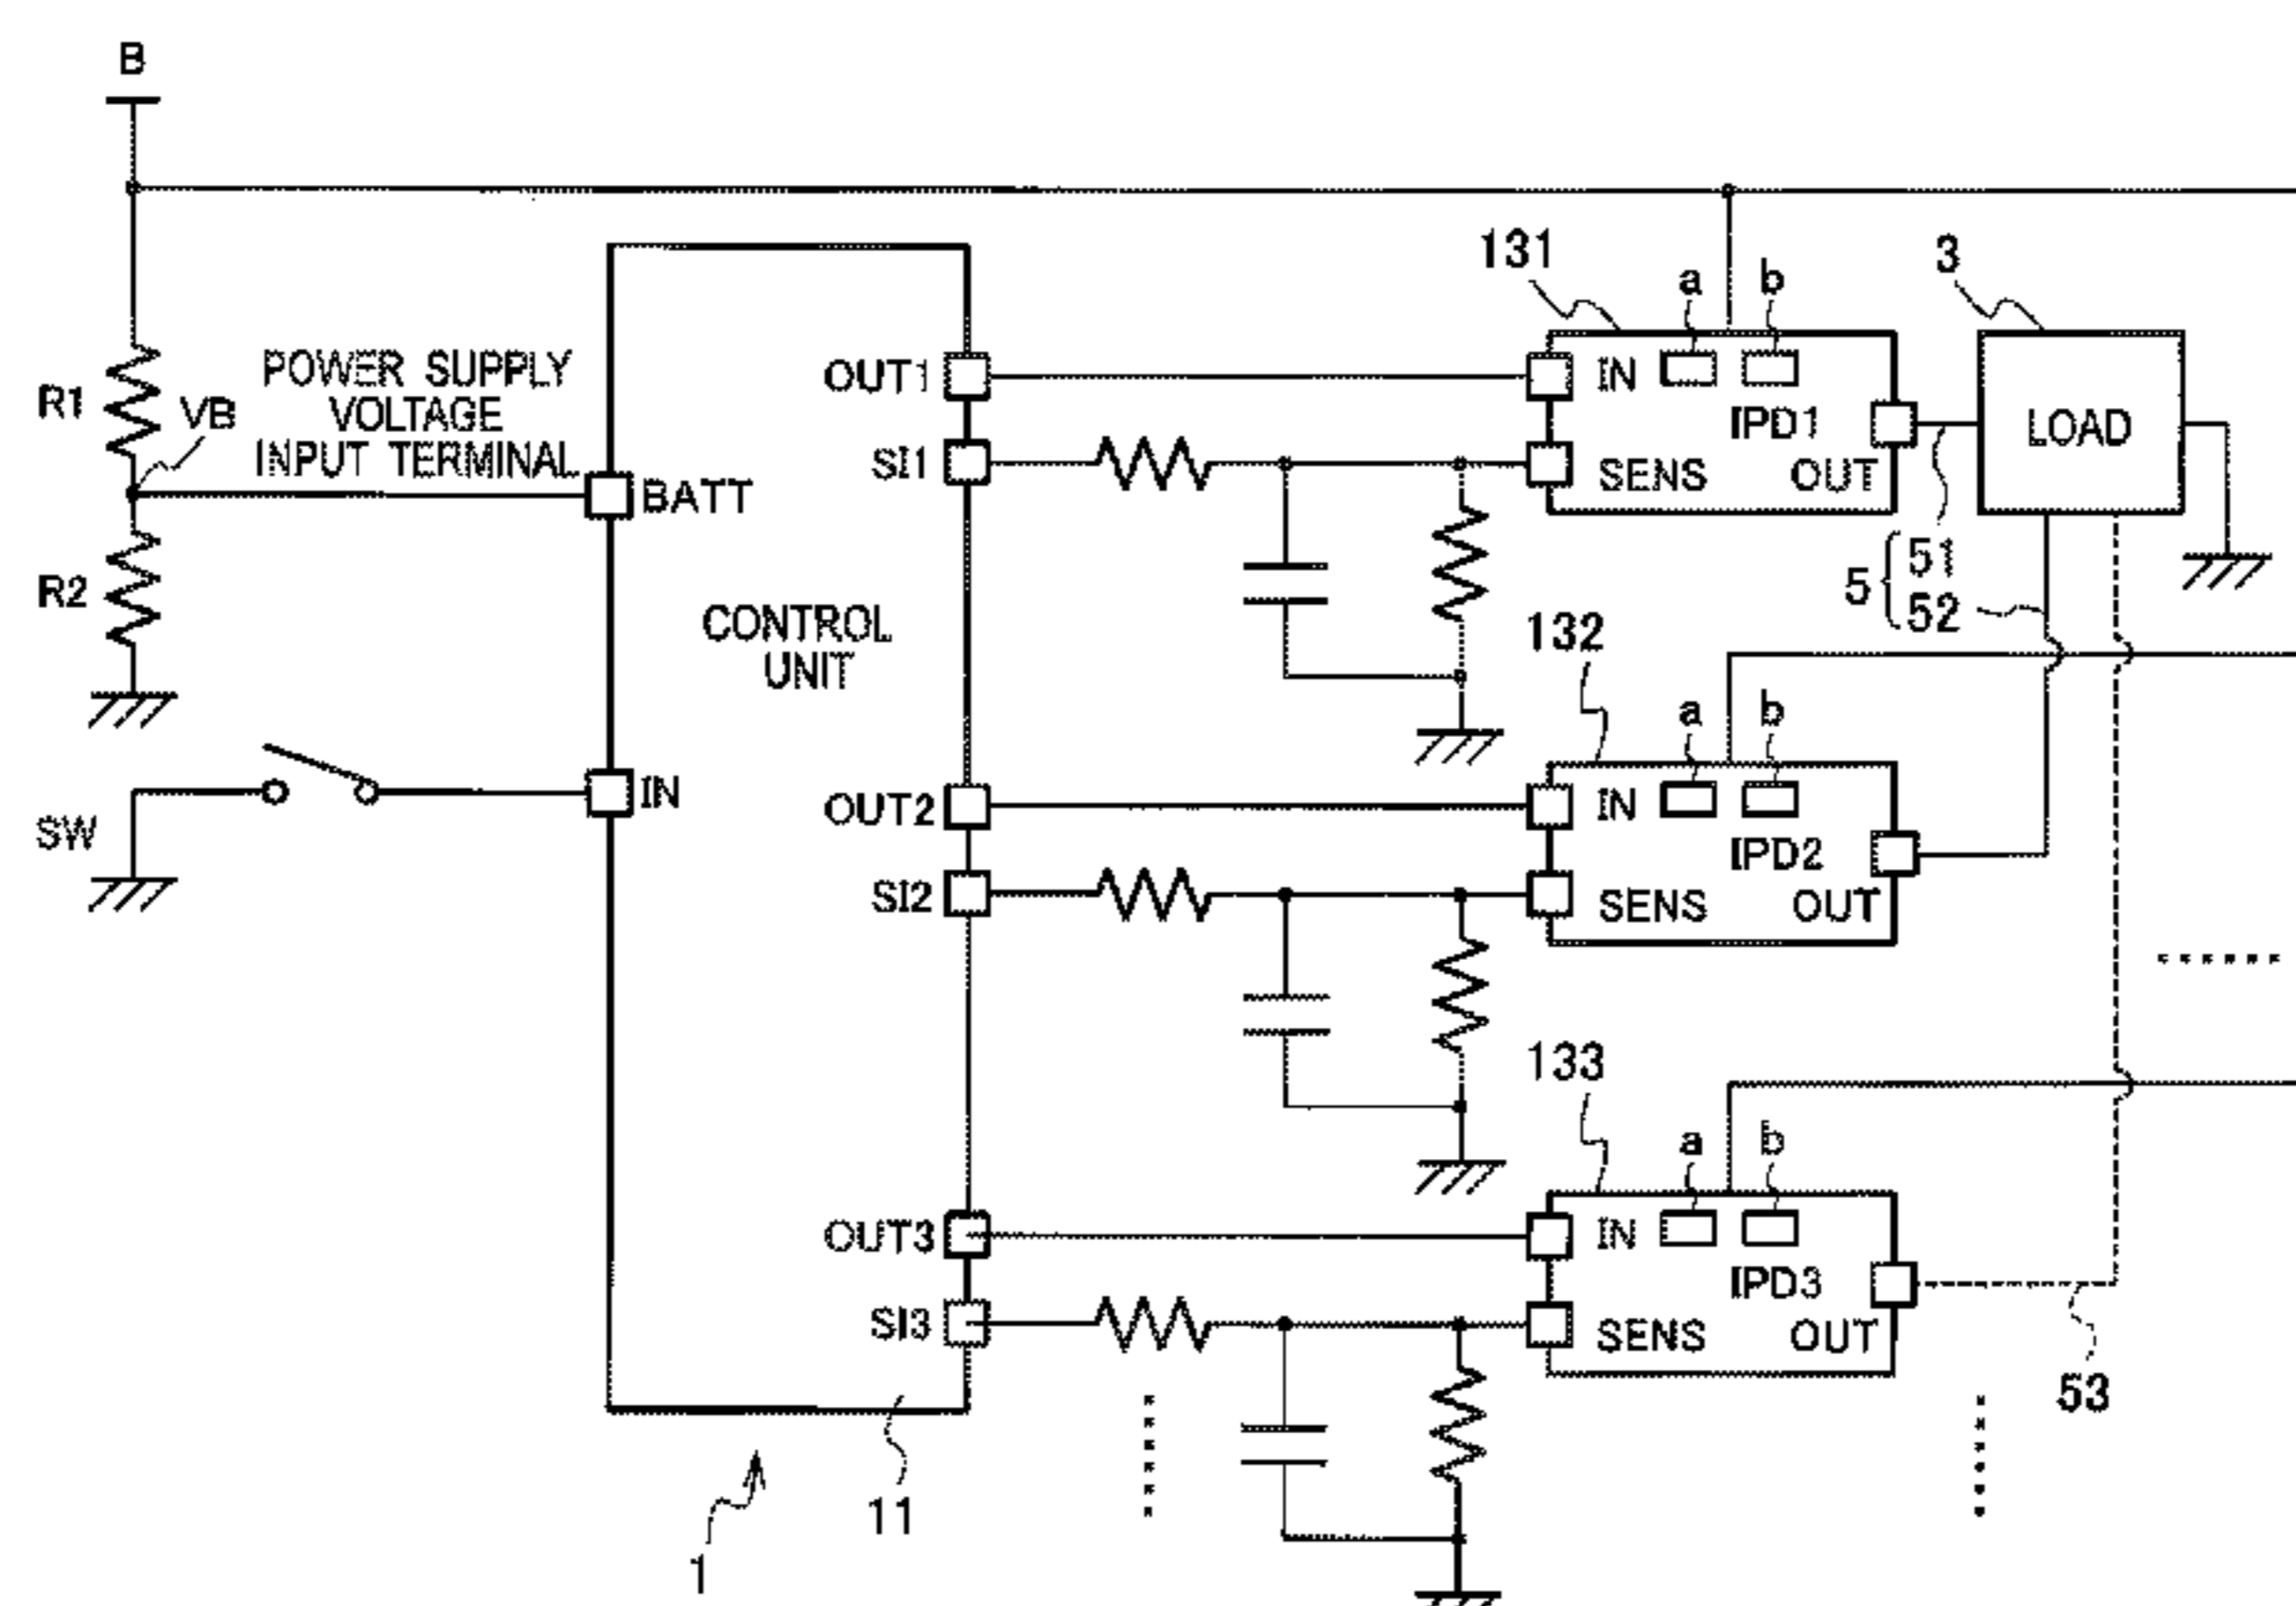 B
131
a
b
3
R1
VB
POWER SUPPLY
VOLTAGE
INPUT TERMINAL
BATT
OUT1
SI1
IN
IPD1
SENS
OUT
LOAD
5
51
52
R2
CONTROL
UNIT
132
a
b
SW
IN
OUT2
SI2
IN
IPD2
SENS
OUT
133
a
b
OUT3
SI3
IN
IPD3
SENS
OUT
53
11
1